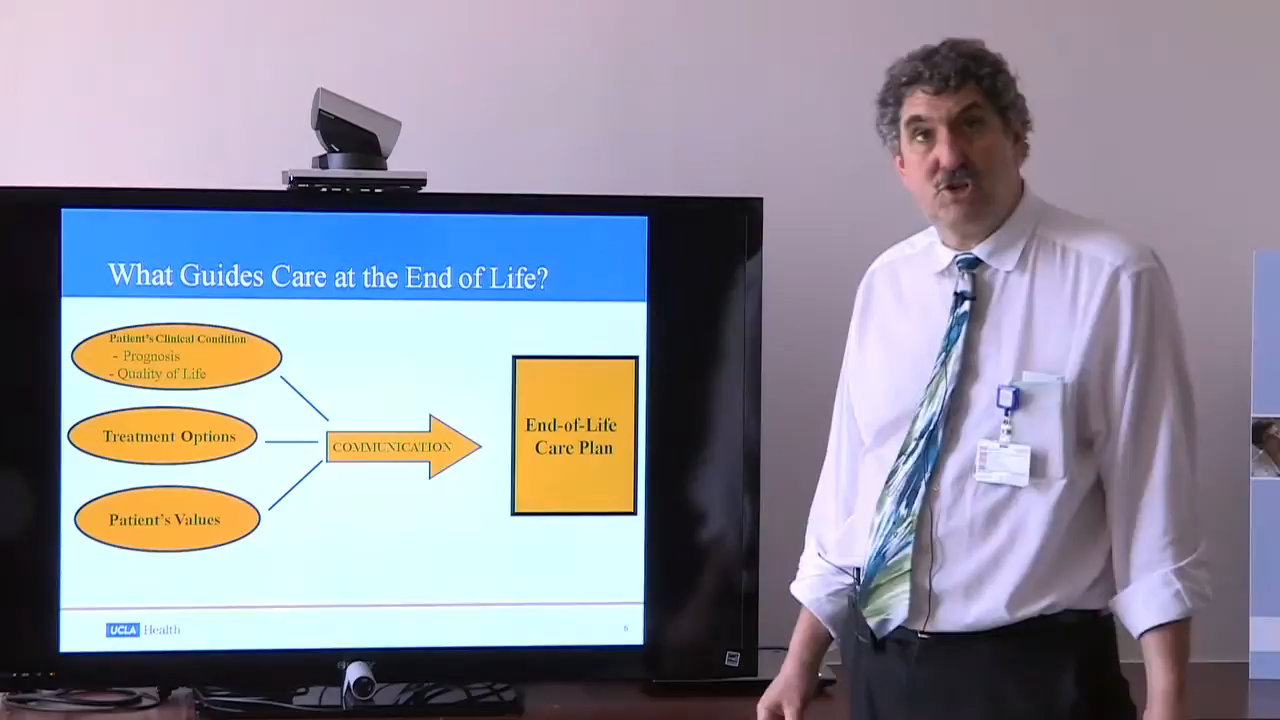 What Guides Care at the End of Life?
Patient's Clinical Condition
- Prognosis
- Quality of Life
Treatment Options
Patient's Values
COMMUNICATION
End-of-Life
Care Plan
UCLA Health
6